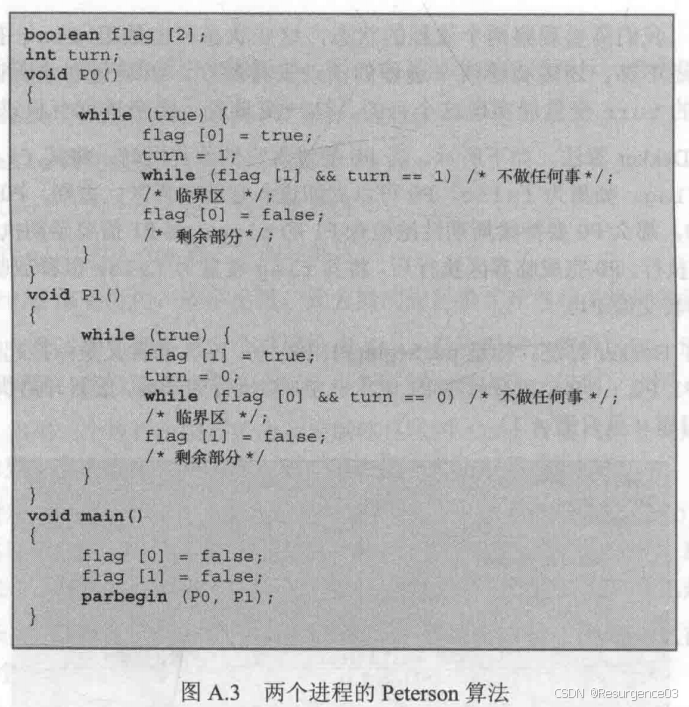 boolean flag [2];
int turn;
void P0()
{
while (true) {
flag [0] = true;
turn = 1;
while (flag [1] && turn == 1) /* 不做任何事*/;
/* 临界区 */;
flag [0] = false;
/* 剩余部分*/;
}
}
void P1()
{
while (true) {
flag [1] = true;
turn = 0;
while (flag [0] && turn == 0) /* 不做任何事*/;
/* 临界区 */;
flag [1] = false;
/* 剩余部分*/
}
}
void main()
{
flag [0] = false;
flag [1] = false;
parbegin (P0, P1);
}
图 A.3 两个进程的 Peterson 算法
CSDN @Resurgence03